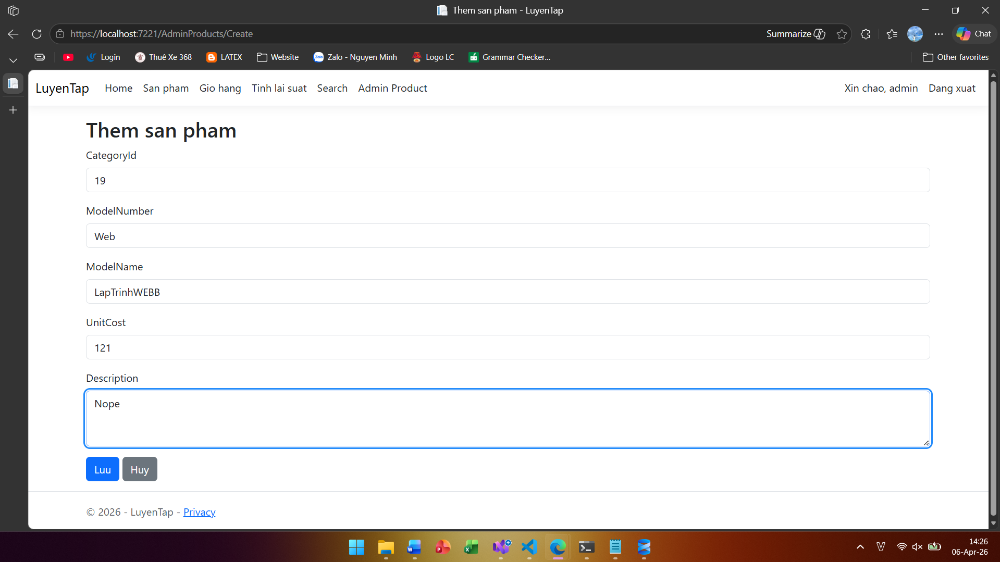 Them san pham - LuyenTap
https://localhost:7221/AdminProducts/Create
Summarize
Chat
Login
Thuê Xe 368
LATEX
Website
Zalo - Nguyen Minh
Logo LC
Grammar Checker...
Other favorites
LuyenTap
Home
San pham
Gio hang
Tinh lai suat
Search
Admin Product
Xin chao, admin
Dang xuat
Them san pham
CategoryId
19
ModelNumber
Web
ModelName
LapTrinhWEBB
UnitCost
121
Description
Nope
Luu
Huy
© 2026 - LuyenTap - Privacy
14:26
06-Apr-26